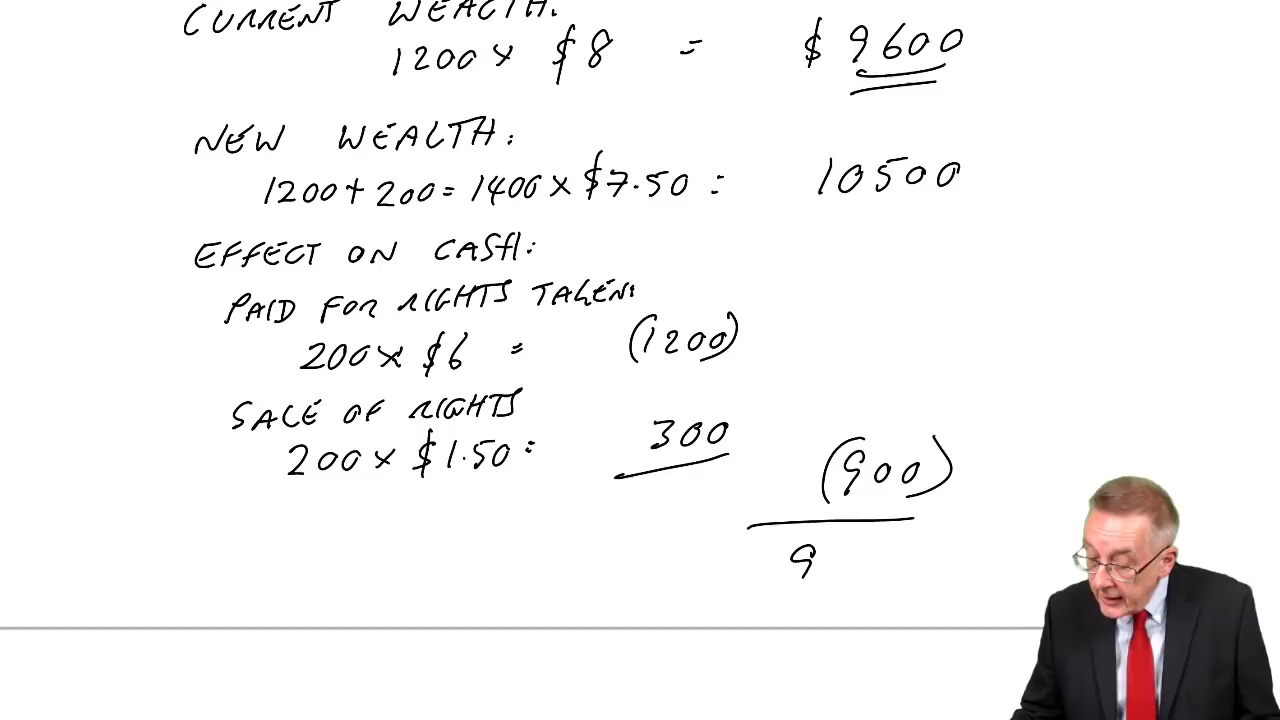 CURRENT WEALTH:
1200 × $8 = $9600
NEW WEALTH:
1200 + 200 = 1400 × $7.50 = 10500
EFFECT ON CASH:
PAID FOR RIGHTS TAKEN:
200 × $6 = (1200)
SALE OF RIGHTS
200 × $1.50 = 300 (900)
9